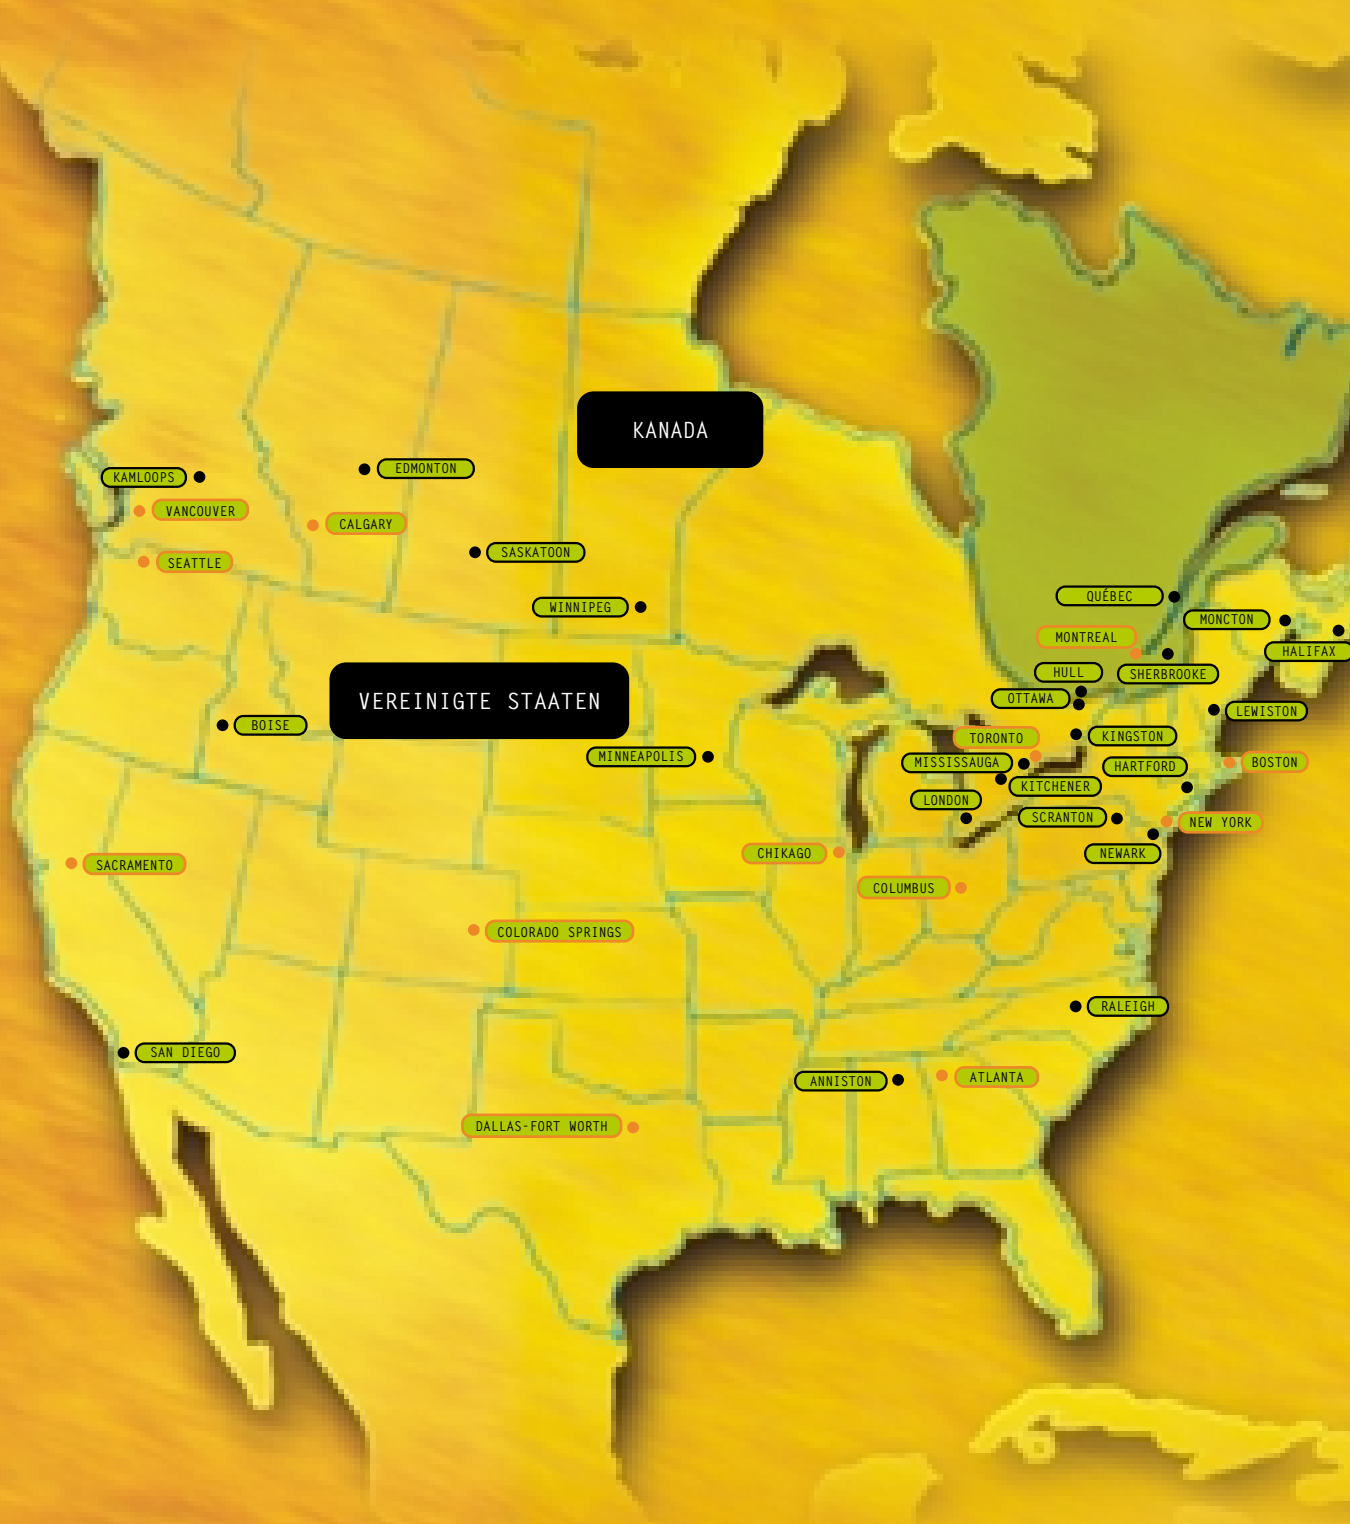 KANADA
EDMONTON
KAMLOOPS
VANCOUVER
CALGARY
SASKATOON
SEATTLE
QUÉBEC
WINNIPEG
MONCTON
MONTREAL
HALIFAX
HULL
SHERBROOKE
VEREINIGTE STAATEN
OTTAWA
LEWISTON
BOISE
KINGSTON
TORONTO
MINNEAPOLIS
MISSISSAUGA
BOSTON
HARTFORD
KITCHENER
LONDON
SCRANTON
NEW YORK
CHIKAGO
NEWARK
SACRAMENTO
COLUMBUS
COLORADO SPRINGS
RALEIGH
SAN DIEGO
ATLANTA
ANNISTON
DALLAS-FORT WORTH